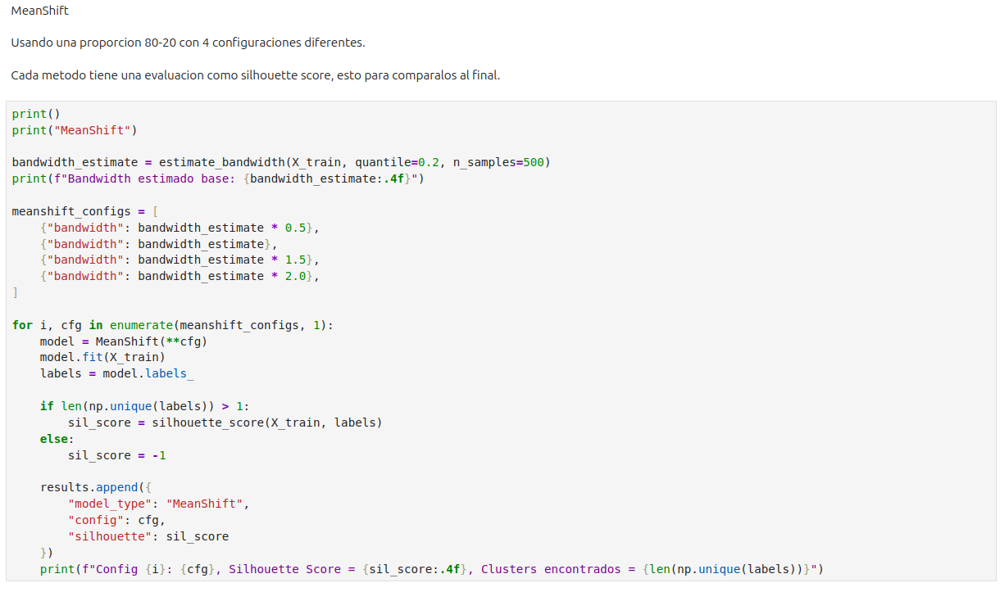 MeanShift
Usando una proporcion 80-20 con 4 configuraciones diferentes.
Cada metodo tiene una evaluacion como silhouette score, esto para comparalos al final.
print()
print("MeanShift")
bandwidth_estimate = estimate_bandwidth(X_train, quantile=0.2, n_samples=500)
print(f"Bandwidth estimado base: {bandwidth_estimate:.4f}")
meanshift_configs = [
    {"bandwidth": bandwidth_estimate * 0.5},
    {"bandwidth": bandwidth_estimate},
    {"bandwidth": bandwidth_estimate * 1.5},
    {"bandwidth": bandwidth_estimate * 2.0},
]
for i, cfg in enumerate(meanshift_configs, 1):
    model = MeanShift(**cfg)
    model.fit(X_train)
    labels = model.labels_
    if len(np.unique(labels)) > 1:
        sil_score = silhouette_score(X_train, labels)
    else:
        sil_score = -1
    results.append({
        "model_type": "MeanShift",
        "config": cfg,
        "silhouette": sil_score
    })
    print(f"Config {i}: {cfg}, Silhouette Score = {sil_score:.4f}, Clusters encontrados = {len(np.unique(labels))}")